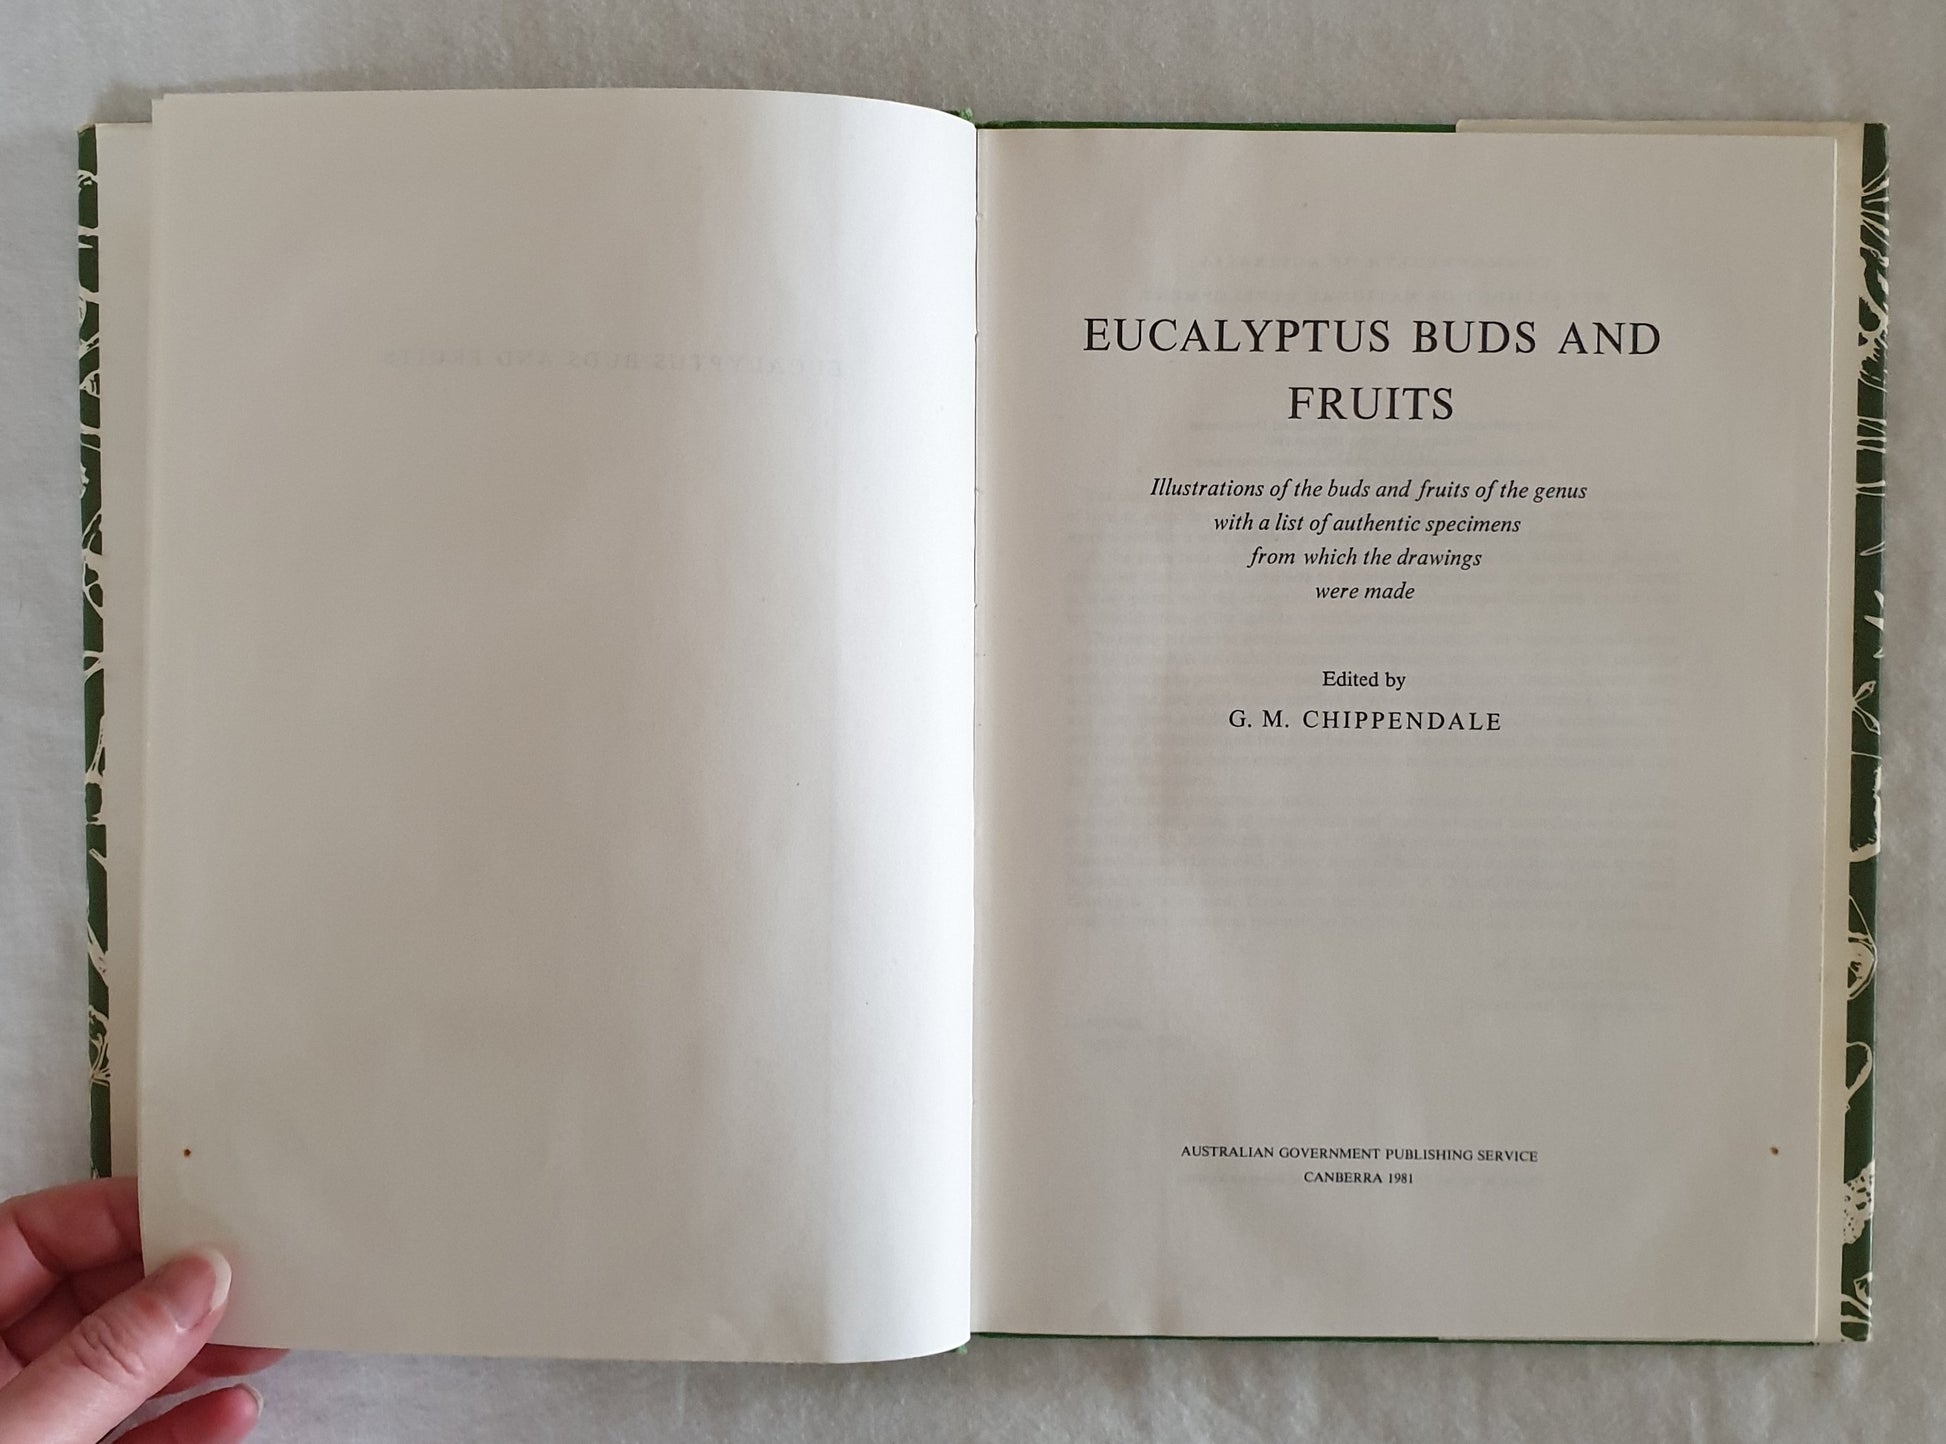 EUCALYPTUS BUDS AND
FRUITS
Illustrations of the buds and fruits of the genus
with a list of authentic specimens
from which the drawings
were made
Edited by
G. M. CHIPPENDALE
AUSTRALIAN GOVERNMENT PUBLISHING SERVICE
CANBERRA 1981